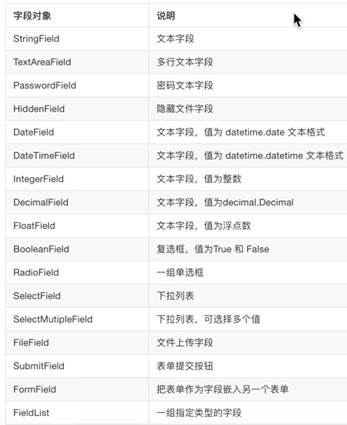 字段对象 说明
StringField 文本字段
TextAreaField 多行文本字段
PasswordField 密码文本字段
HiddenField 隐藏文件字段
DateField 文本字段，值为 datetime.date 文本格式
DateTimeField 文本字段，值为 datetime.datetime 文本格式
IntegerField 文本字段，值为整数
DecimalField 文本字段，值为decimal.Decimal
FloatField 文本字段，值为浮点数
BooleanField 复选框，值为True 和 False
RadioField 一组单选框
SelectField 下拉列表
SelectMutipleField 下拉列表，可选择多个值
FileField 文件上传字段
SubmitField 表单提交按钮
FormField 把表单作为字段嵌入另一个表单
FieldList 一组指定类型的字段